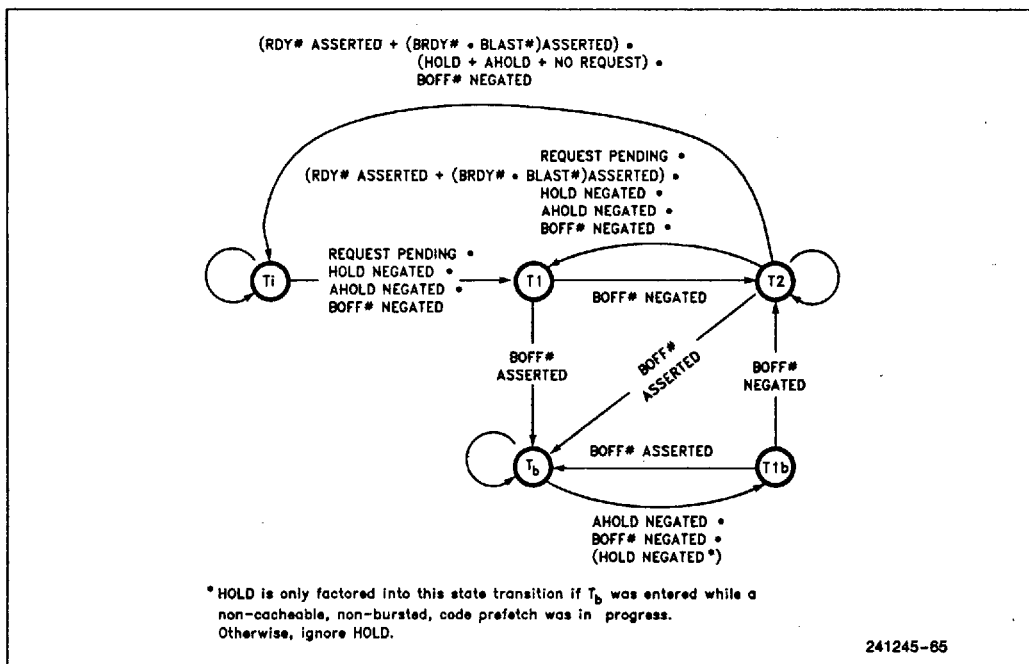 (RDY# ASSERTED + (BRDY# • BLAST#)ASSERTED) •
(HOLD + AHOLD + NO REQUEST) •
BOFF# NEGATED
REQUEST PENDING •
(RDY# ASSERTED + (BRDY# • BLAST#)ASSERTED) •
HOLD NEGATED •
AHOLD NEGATED •
BOFF# NEGATED •
REQUEST PENDING •
HOLD NEGATED •
AHOLD NEGATED •
BOFF# NEGATED
Ti
T1
BOFF# NEGATED
T2
BOFF#
ASSERTED
BOFF#
ASSERTED
BOFF#
NEGATED
Tb
BOFF# ASSERTED
T1b
AHOLD NEGATED •
BOFF# NEGATED •
(HOLD NEGATED*)
* HOLD is only factored into this state transition if Tb was entered while a
non-cacheable, non-bursted, code prefetch was in progress.
Otherwise, ignore HOLD.
241245-65